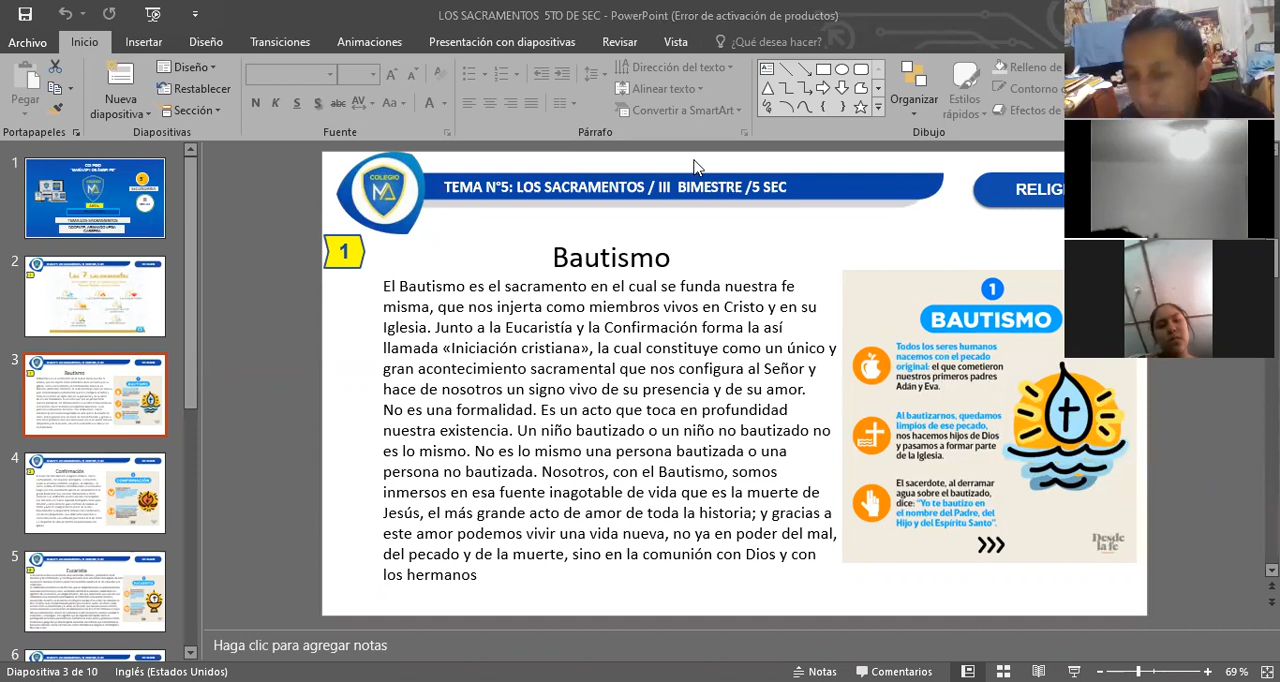 LOS SACRAMENTOS 5TO DE SEC - PowerPoint (Error de activación de productos)
Archivo Inicio Insertar Diseño Transiciones Animaciones Presentación con diapositivas Revisar Vista ¿Qué desea hacer?
Pegar
Nueva diapositiva
Diseño
Restablecer
Sección
N K S S abc AV Aa A
Dirección del texto
Alinear texto
Convertir a SmartArt
Organizar
Estilos rápidos
Relleno de
Contorno
Efectos de
Portapapeles Diapositivas Fuente Párrafo Dibujo
1
2
3
4
5
6
COLEGIO
MA
TEMA N°5: LOS SACRAMENTOS / III BIMESTRE /5 SEC
RELIG
1
Bautismo
El Bautismo es el sacramento en el cual se funda nuestra fe
misma, que nos injerta como miembros vivos en Cristo y en su
Iglesia. Junto a la Eucaristía y la Confirmación forma la así
llamada «Iniciación cristiana», la cual constituye como un único y
gran acontecimiento sacramental que nos configura al Señor y
hace de nosotros un signo vivo de su presencia y de su amor.
No es una formalidad. Es un acto que toca en profundidad
nuestra existencia. Un niño bautizado o un niño no bautizado no
es lo mismo. No es lo mismo una persona bautizada o una
persona no bautizada. Nosotros, con el Bautismo, somos
inmersos en esa fuente inagotable de vida que es la muerte de
Jesús, el más grande acto de amor de toda la historia; y gracias a
este amor podemos vivir una vida nueva, no ya en poder del mal,
del pecado y de la muerte, sino en la comunión con Dios y con
los hermanos
1
BAUTISMO
Todos los seres humanos
nacemos con el pecado
original: el que cometieron
nuestros primeros padres
Adán y Eva.
Al bautizarnos, quedamos
limpios de ese pecado,
nos hacemos hijos de Dios
y pasamos a formar parte
de la Iglesia.
El sacerdote, al derramar
agua sobre el bautizado,
dice: "Yo te bautizo en
el nombre del Padre, del
Hijo y del Espíritu Santo".
Desde la fe
Haga clic para agregar notas
Diapositiva 3 de 10 Inglés (Estados Unidos) Notas Comentarios 69 %